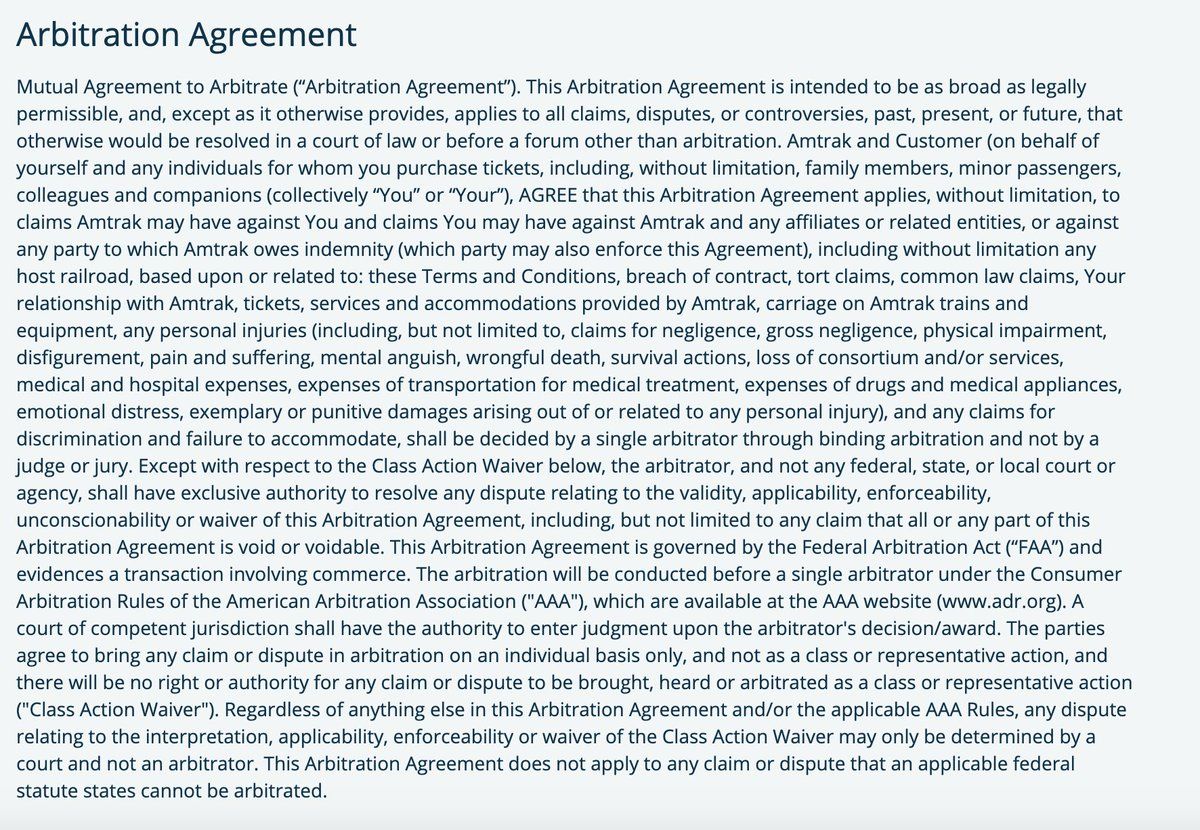 Arbitration Agreement
Mutual Agreement to Arbitrate (“Arbitration Agreement”). This Arbitration Agreement is intended to be as broad as legally
permissible, and, except as it otherwise provides, applies to all claims, disputes, or controversies, past, present, or future, that
otherwise would be resolved in a court of law or before a forum other than arbitration. Amtrak and Customer (on behalf of
yourself and any individuals for whom you purchase tickets, including, without limitation, family members, minor passengers,
colleagues and companions (collectively “You” or “Your”), AGREE that this Arbitration Agreement applies, without limitation, to
claims Amtrak may have against You and claims You may have against Amtrak and any affiliates or related entities, or against
any party to which Amtrak owes indemnity (which party may also enforce this Agreement), including without limitation any
host railroad, based upon or related to: these Terms and Conditions, breach of contract, tort claims, common law claims, Your
relationship with Amtrak, tickets, services and accommodations provided by Amtrak, carriage on Amtrak trains and
equipment, any personal injuries (including, but not limited to, claims for negligence, gross negligence, physical impairment,
disfigurement, pain and suffering, mental anguish, wrongful death, survival actions, loss of consortium and/or services,
medical and hospital expenses, expenses of transportation for medical treatment, expenses of drugs and medical appliances,
emotional distress, exemplary or punitive damages arising out of or related to any personal injury), and any claims for
discrimination and failure to accommodate, shall be decided by a single arbitrator through binding arbitration and not by a
judge or jury. Except with respect to the Class Action Waiver below, the arbitrator, and not any federal, state, or local court or
agency, shall have exclusive authority to resolve any dispute relating to the validity, applicability, enforceability,
unconscionability or waiver of this Arbitration Agreement, including, but not limited to any claim that all or any part of this
Arbitration Agreement is void or voidable. This Arbitration Agreement is governed by the Federal Arbitration Act (“FAA”) and
evidences a transaction involving commerce. The arbitration will be conducted before a single arbitrator under the Consumer
Arbitration Rules of the American Arbitration Association ("AAA"), which are available at the AAA website (www.adr.org). A
court of competent jurisdiction shall have the authority to enter judgment upon the arbitrator's decision/award. The parties
agree to bring any claim or dispute in arbitration on an individual basis only, and not as a class or representative action, and
there will be no right or authority for any claim or dispute to be brought, heard or arbitrated as a class or representative action
("Class Action Waiver"). Regardless of anything else in this Arbitration Agreement and/or the applicable AAA Rules, any dispute
relating to the interpretation, applicability, enforceability or waiver of the Class Action Waiver may only be determined by a
court and not an arbitrator. This Arbitration Agreement does not apply to any claim or dispute that an applicable federal
statute states cannot be arbitrated.